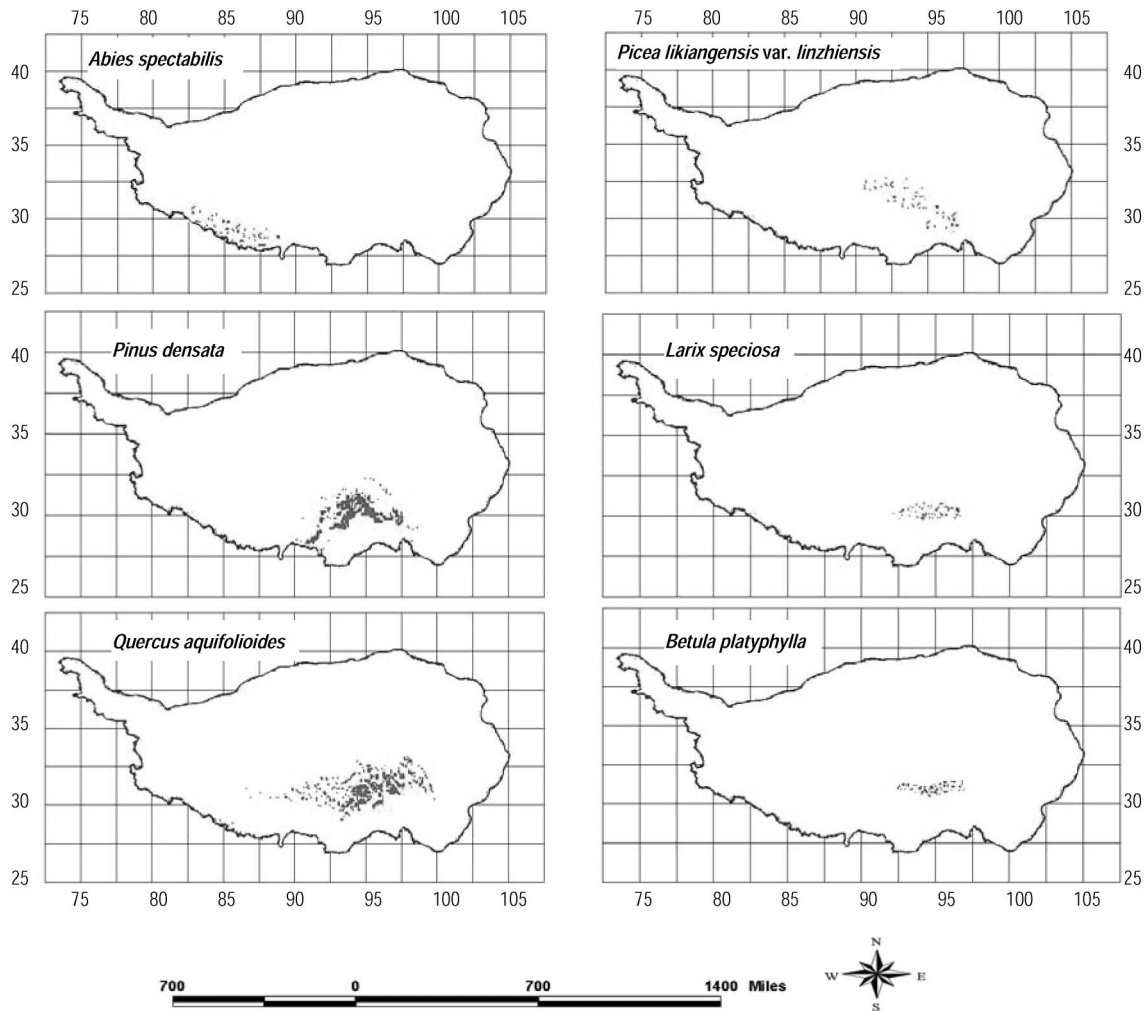 75 80 85 90 95 100 105
75 80 85 90 95 100 105
Abies spectabilis
40
35
30
25
Picea likiangensis var. linzhiensis
40
35
30
25
Pinus densata
40
35
30
25
Larix speciosa
40
35
30
25
Quercus aquifolioides
40
35
30
25
Betula platyphylla
40
35
30
25
75 80 85 90 95 100 105
75 80 85 90 95 100 105
N
W E
S
700 0 700 1400 Miles